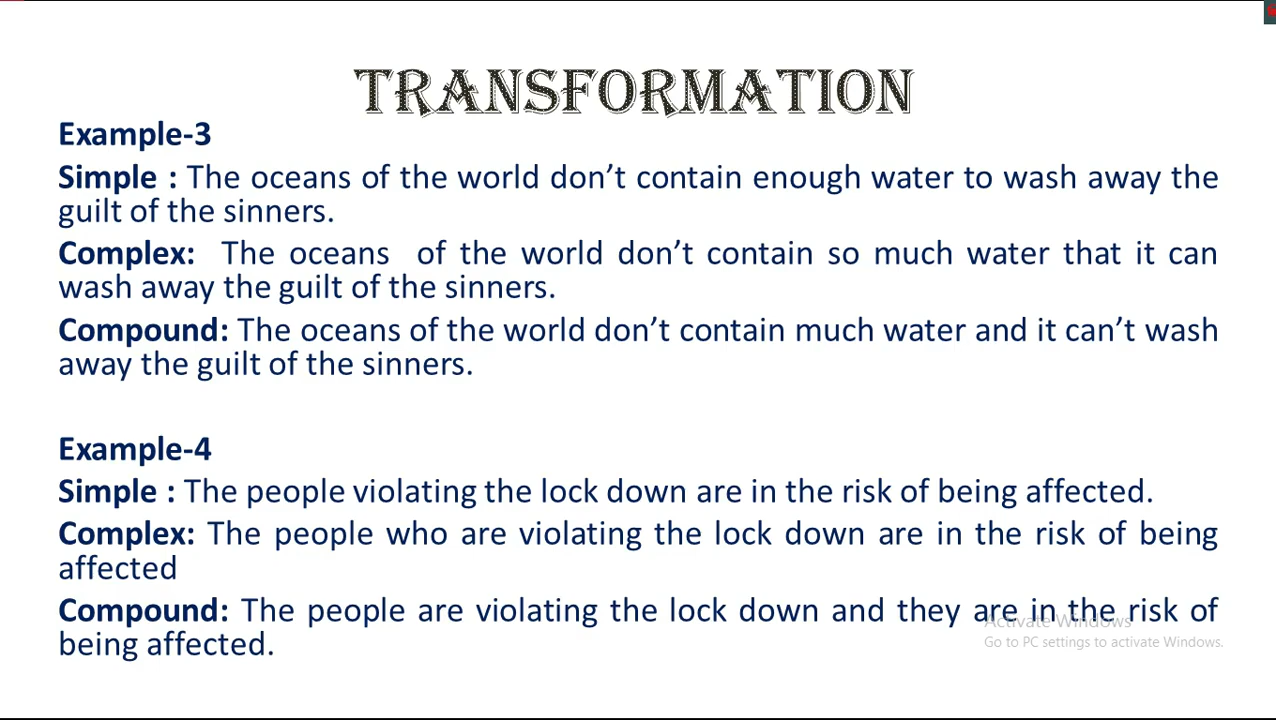 TRANSFORMATION
Example-3
Simple : The oceans of the world don’t contain enough water to wash away the
guilt of the sinners.
Complex: The oceans of the world don’t contain so much water that it can
wash away the guilt of the sinners.
Compound: The oceans of the world don’t contain much water and it can’t wash
away the guilt of the sinners.
Example-4
Simple : The people violating the lock down are in the risk of being affected.
Complex: The people who are violating the lock down are in the risk of being
affected
Compound: The people are violating the lock down and they are in the risk of
being affected.
Activate Windows
Go to PC settings to activate Windows.